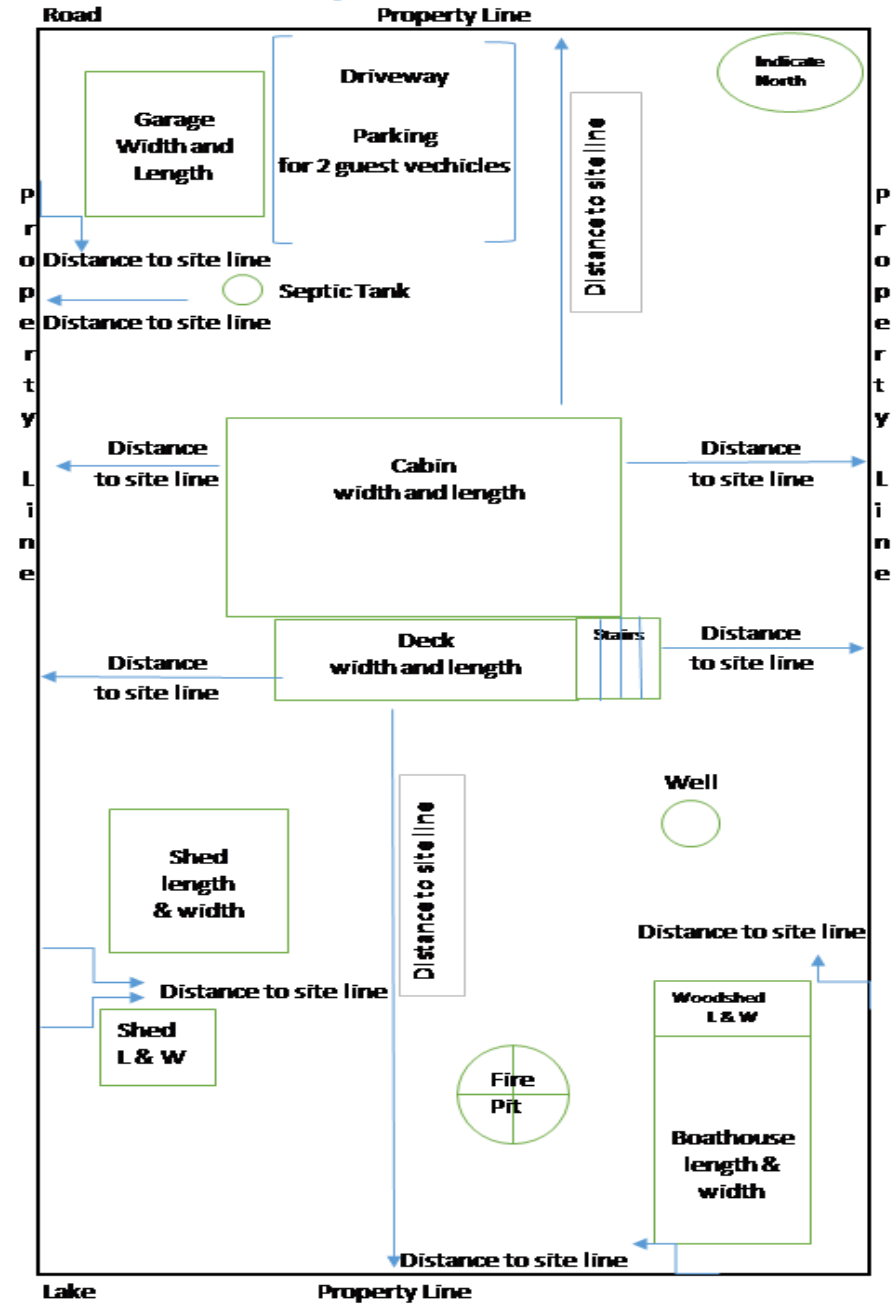 Road
Property Line
Indicate
North
Driveway
Parking
for 2 guest vechicles
Garage
Width and
Length
Distance to site line
Property Line
Property Line
Distance to site line
Septic Tank
Distance to site line
Distance
to site line
Cabin
width and length
Distance
to site line
Distance
to site line
Deck
width and length
Stairs
Distance
to site line
Well
Shed
length
& width
Distance to site line
Distance to site line
Distance to site line
Shed
L & W
Woodshed
L & W
Fire
Pit
Boathouse
length &
width
Distance to site line
Lake
Property Line